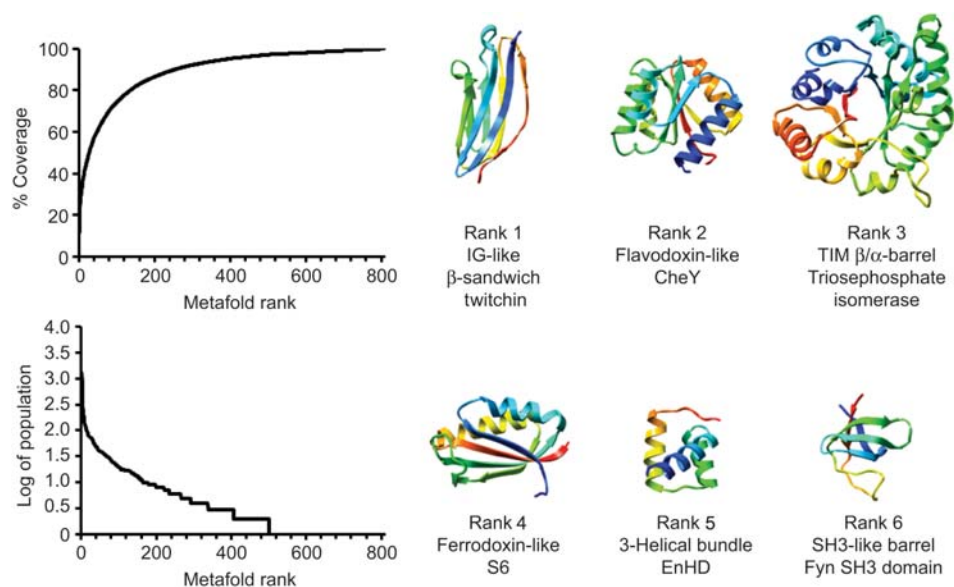 100
80
60
40
20
0
% Coverage
0
200
400
600
800
Metafold rank
Rank 1
IG-like
β-sandwich
twitchin
Rank 2
Flavodoxin-like
CheY
Rank 3
TIM β/α-barrel
Triosephosphate
isomerase
4.0
3.5
3.0
2.5
2.0
1.5
1.0
0.5
0
Log of population
0
200
400
600
800
Metafold rank
Rank 4
Ferrodoxin-like
S6
Rank 5
3-Helical bundle
EnHD
Rank 6
SH3-like barrel
Fyn SH3 domain